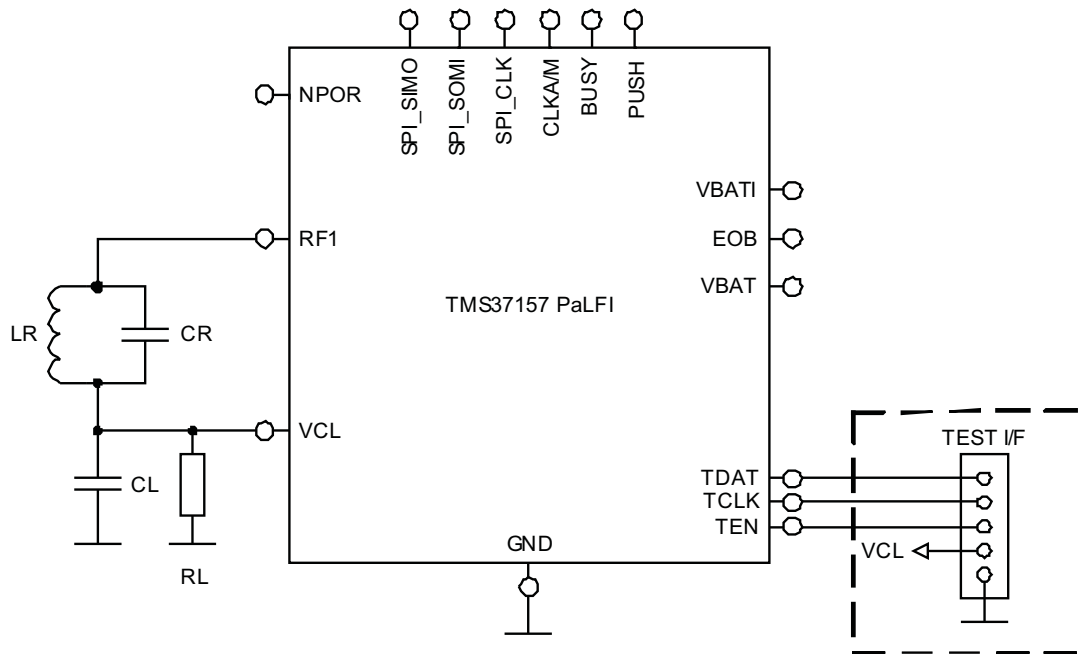 SPI_SIMO
SPI_SOMI
SPI_CLK
CLKA/M
BUSY
PUSH
NPOR
VBATI
RF1
EOB
VBAT
TMS37157 PaLFI
LR
CR
VCL
TEST I/F
CL
TDAT
TCLK
TEN
GND
VCL
RL